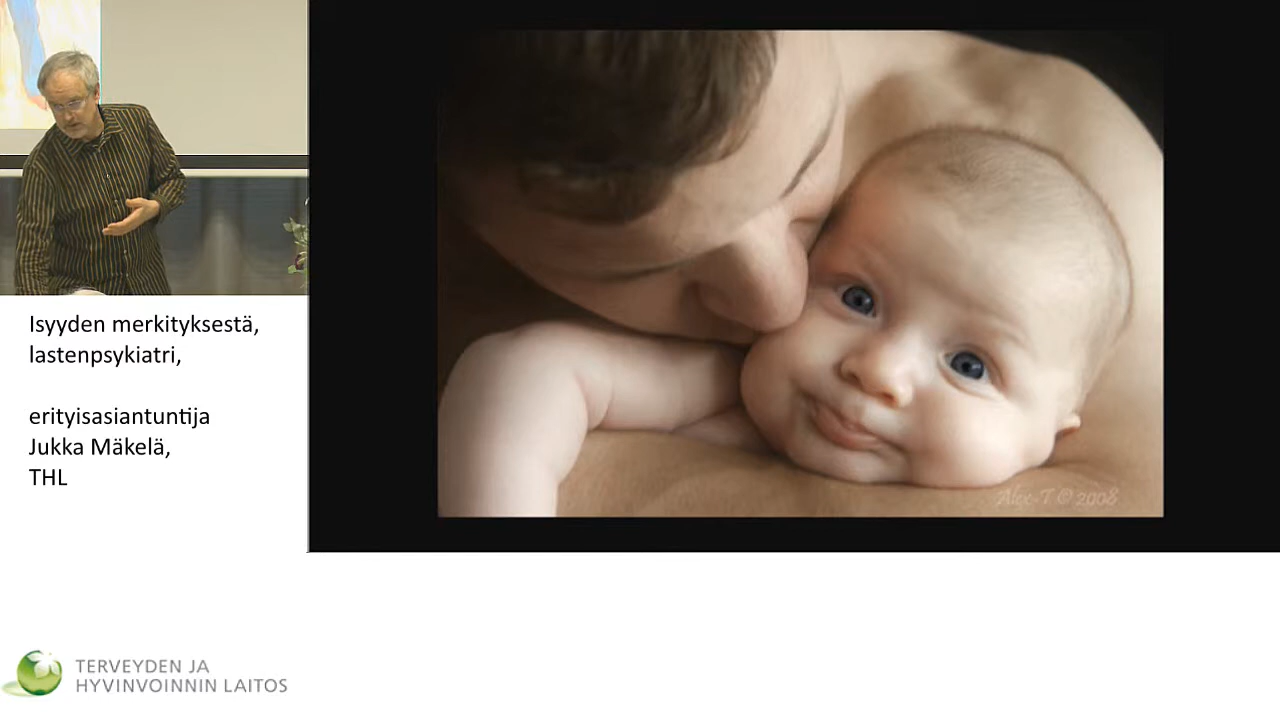 Isyyden merkityksestä,
lastenpsykiatri,
erityisasiantuntija
Jukka Mäkelä,
THL
Alex-T © 2008
TERVEYDEN JA
HYVINVOINNIN LAITOS